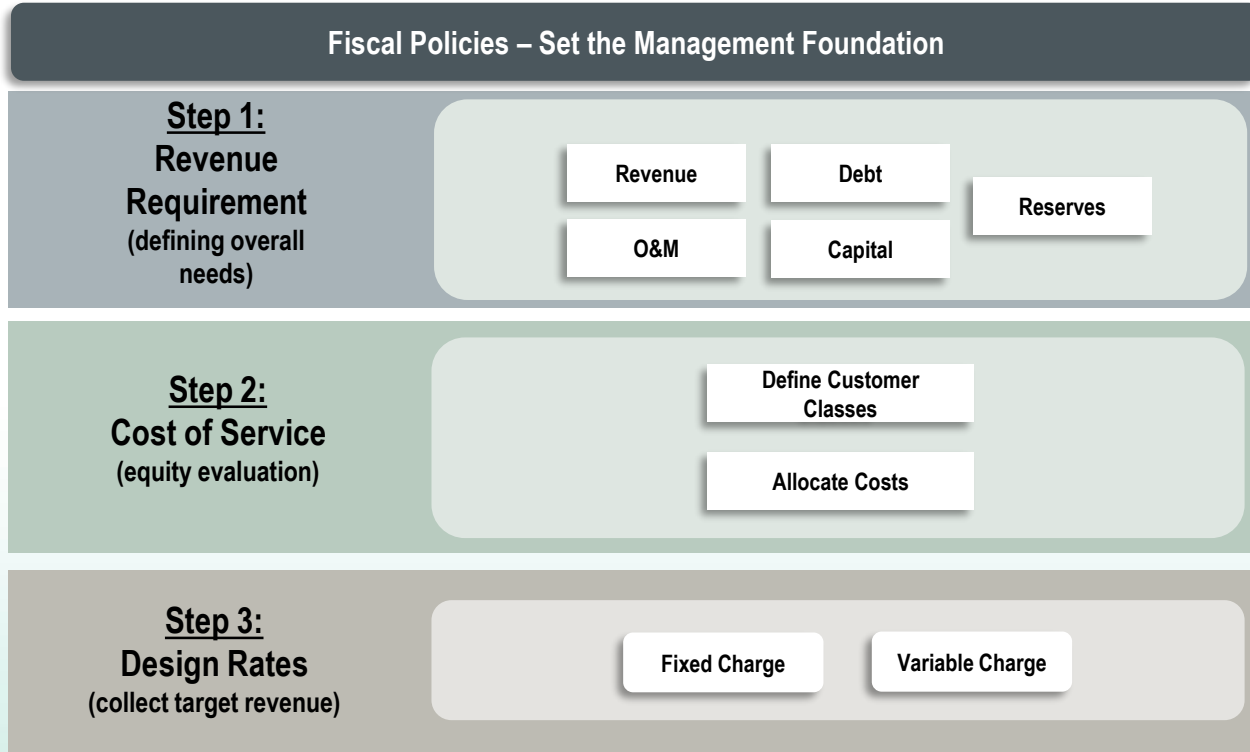 Fiscal Policies – Set the Management Foundation
Step 1:
Revenue
Requirement
(defining overall
needs)
Revenue
Debt
Reserves
O&M
Capital
Step 2:
Cost of Service
(equity evaluation)
Define Customer
Classes
Allocate Costs
Step 3:
Design Rates
(collect target revenue)
Fixed Charge
Variable Charge